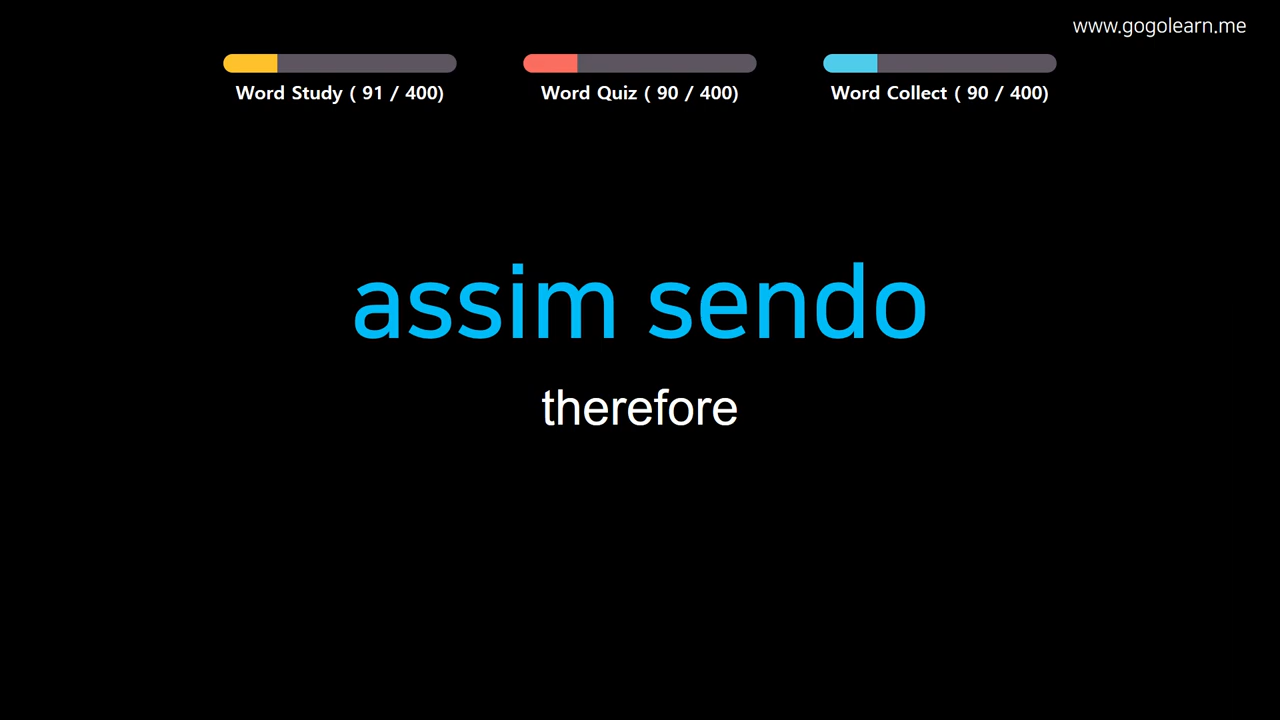 www.gogolearn.me
Word Study ( 91 / 400)
Word Quiz ( 90 / 400)
Word Collect ( 90 / 400)
assim sendo
therefore